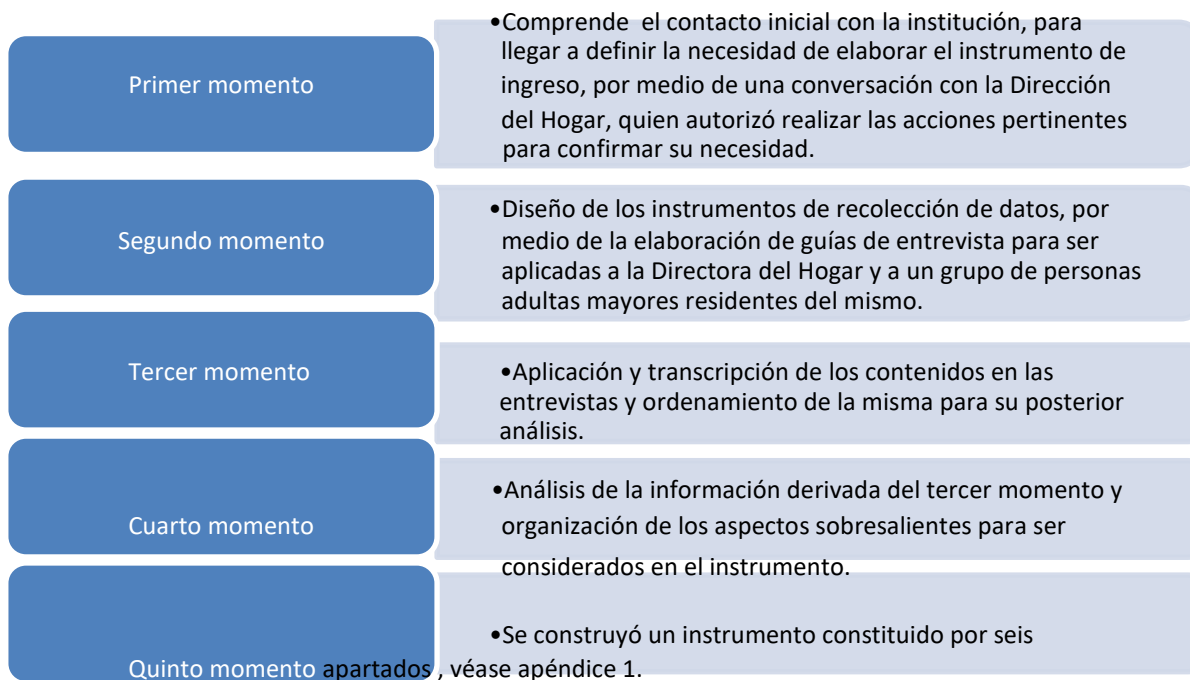 Primer momento
•Comprende el contacto inicial con la institución, para
llegar a definir la necesidad de elaborar el instrumento de
ingreso, por medio de una conversación con la Dirección
del Hogar, quien autorizó realizar las acciones pertinentes
para confirmar su necesidad.
Segundo momento
•Diseño de los instrumentos de recolección de datos, por
medio de la elaboración de guías de entrevista para ser
aplicadas a la Directora del Hogar y a un grupo de personas
adultas mayores residentes del mismo.
Tercer momento
•Aplicación y transcripción de los contenidos en las
entrevistas y ordenamiento de la misma para su posterior
análisis.
Cuarto momento
•Análisis de la información derivada del tercer momento y
organización de los aspectos sobresalientes para ser
considerados en el instrumento.
•Se construyó un instrumento constituido por seis
Quinto momento apartados , véase apéndice 1.